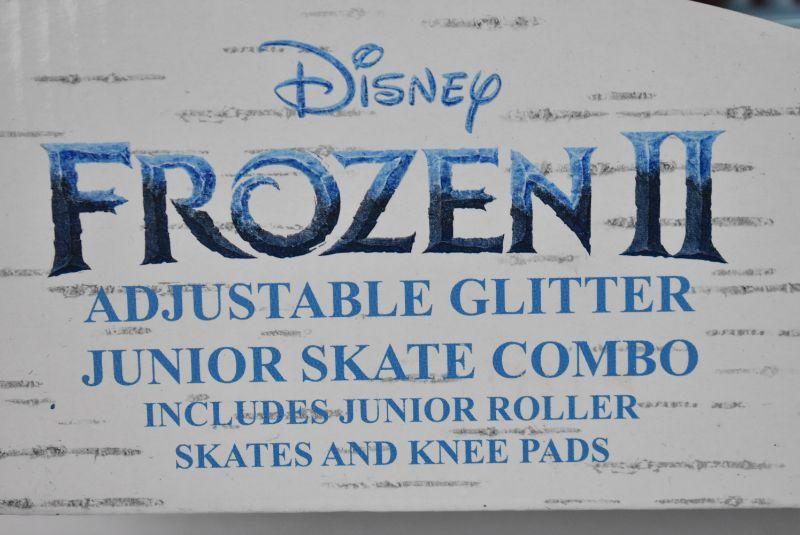 Disney
FROZEN II
ADJUSTABLE GLITTER
JUNIOR SKATE COMBO
INCLUDES JUNIOR ROLLER
SKATES AND KNEE PADS